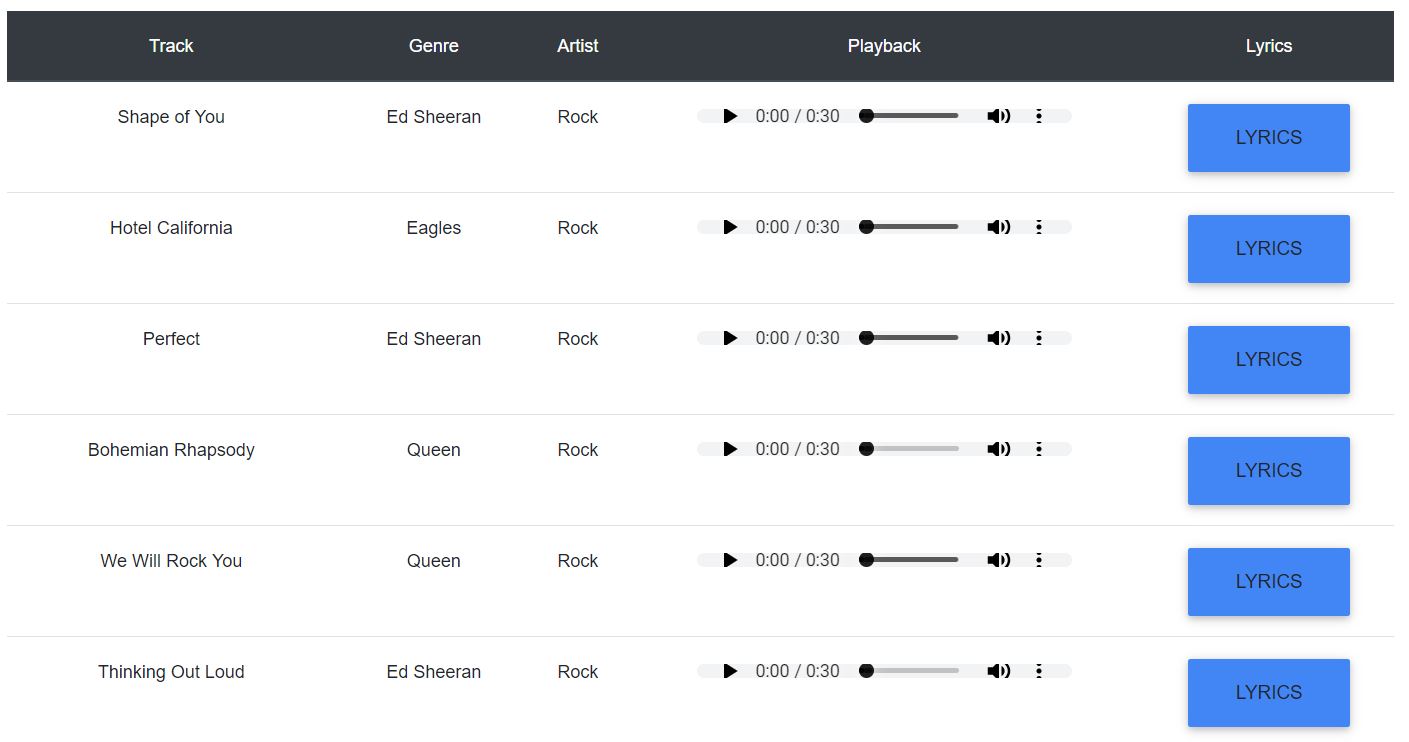 Track Genre Artist Playback Lyrics
Shape of You Ed Sheeran Rock 0:00 / 0:30 LYRICS
Hotel California Eagles Rock 0:00 / 0:30 LYRICS
Perfect Ed Sheeran Rock 0:00 / 0:30 LYRICS
Bohemian Rhapsody Queen Rock 0:00 / 0:30 LYRICS
We Will Rock You Queen Rock 0:00 / 0:30 LYRICS
Thinking Out Loud Ed Sheeran Rock 0:00 / 0:30 LYRICS